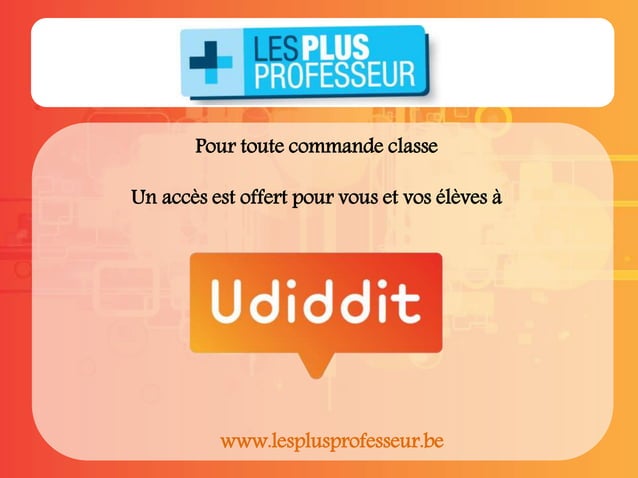 LES PLUS
PROFESSEUR
Pour toute commande classe
Un accès est offert pour vous et vos élèves à
Udiddit
www.lesplusprofesseur.be